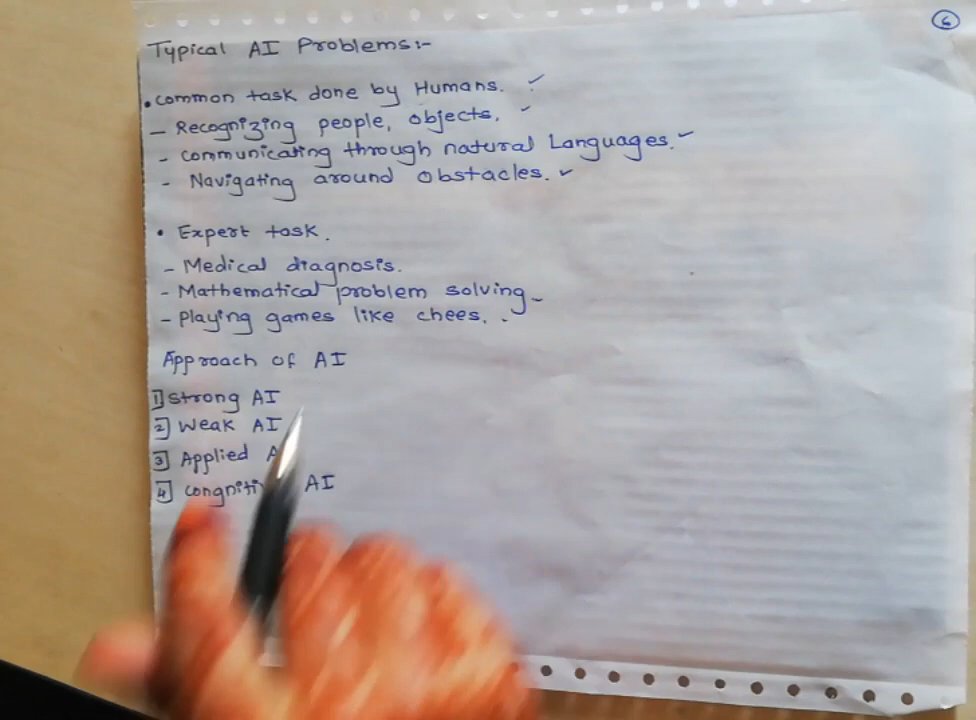 6
Typical AI Problems:-
• common task done by Humans.
- Recognizing people, objects.
- communicating through natural Languages.
- Navigating around obstacles.
• Expert task.
- Medical diagnosis.
- Mathematical problem solving
- playing games like chees.
Approach of AI
1] strong AI
2] Weak AI
3] Applied
4] AI